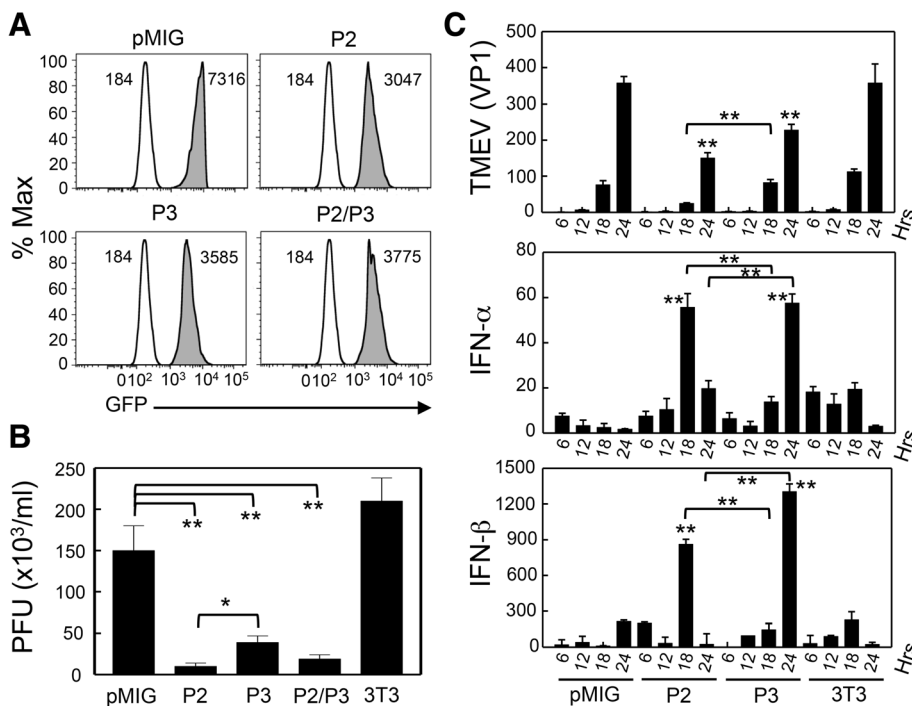 A
pMIG
P2
184
7316
184
3047
P3
P2/P3
184
3585
184
3775
100
80
60
40
20
0
100
80
60
40
20
0
% Max
010² 10³ 10⁴ 10⁵
010² 10³ 10⁴ 10⁵
GFP
B
PFU (x10³/ml)
250
200
150
100
50
0
**
**
**
*
pMIG P2 P3 P2/P3 3T3
C
TMEV (VP1)
500
400
300
200
100
0
**
**
**
6 12 18 24 6 12 18 24 6 12 18 24 6 12 18 24 Hrs
IFN-α
60
40
20
0
**
**
**
**
6 12 18 24 6 12 18 24 6 12 18 24 6 12 18 24 Hrs
IFN-β
1500
1200
900
600
300
0
**
**
**
**
6 12 18 24 6 12 18 24 6 12 18 24 6 12 18 24 Hrs
pMIG P2 P3 3T3